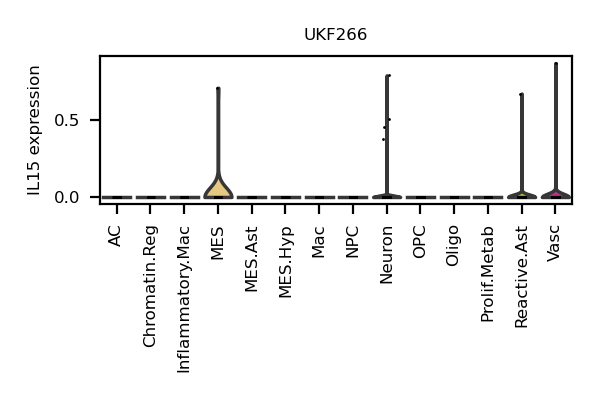 UKF266
IL15 expression
0.5
0.0
AC
Chromatin.Reg
Inflammatory.Mac
MES
MES.Ast
MES.Hyp
Mac
NPC
Neuron
OPC
Oligo
Prolif.Metab
Reactive.Ast
Vasc